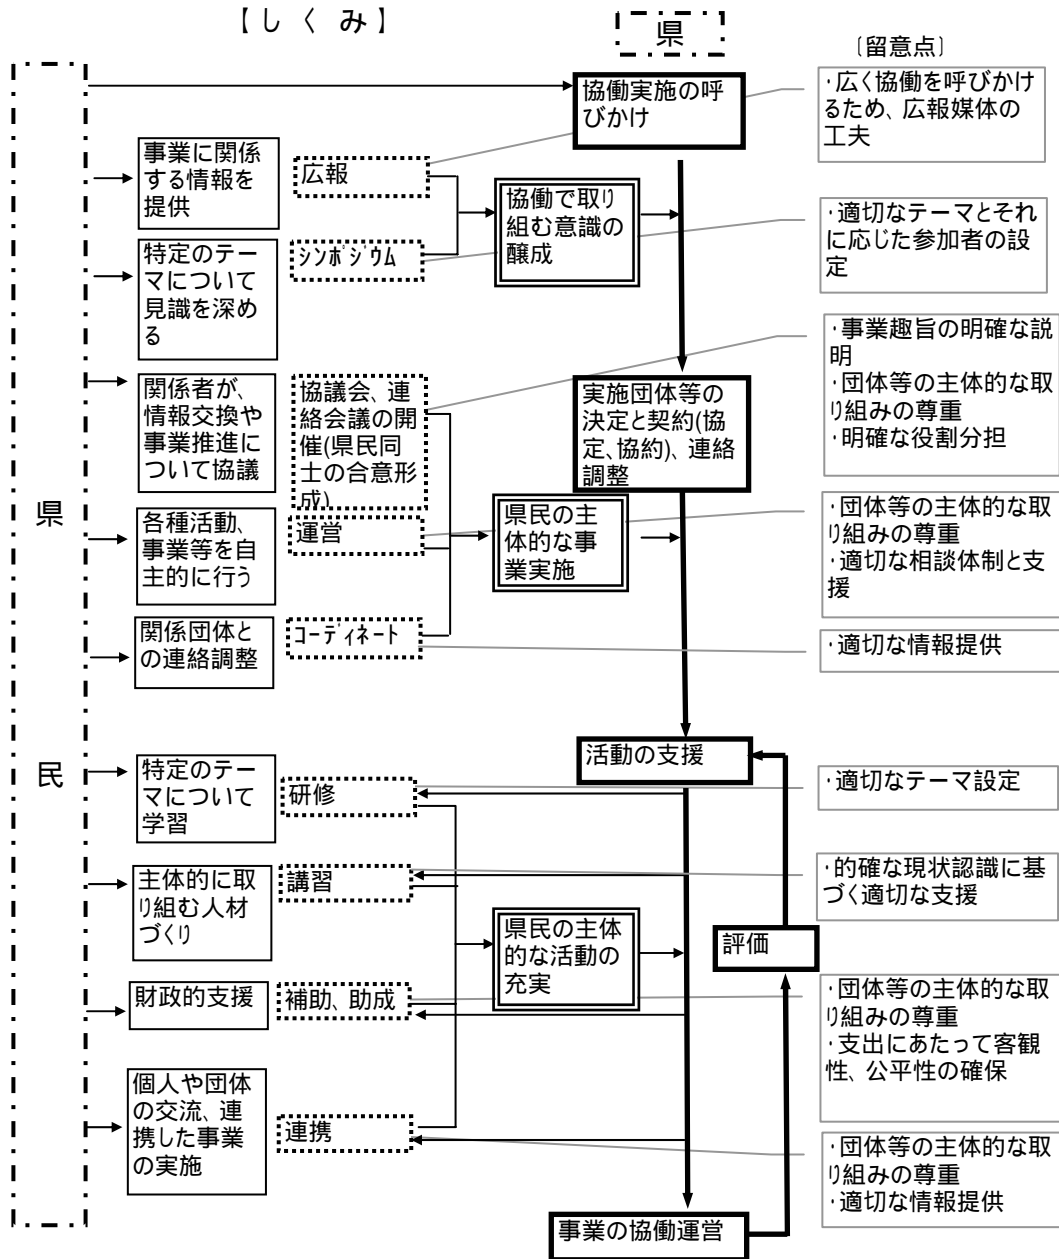 【しくみ】
県
〔留意点〕
県
民
協働実施の呼
びかけ
・広く協働を呼びかけ
るため、広報媒体の
工夫
事業に関係
する情報を
提供
広報
協働で取り
組む意識の
醸成
特定のテー
マについて
見識を深め
る
シンポジウム
・適切なテーマとそれ
に応じた参加者の設
定
関係者が、
情報交換や
事業推進に
ついて協議
協議会、連
絡会議の開
催(県民同
士の合意形
成)
実施団体等の
決定と契約(協
定、協約)、連絡
調整
・事業趣旨の明確な説
明
・団体等の主体的な取
り組みの尊重
・明確な役割分担
各種活動、
事業等を自
主的に行う
運営
県民の主
体的な事
業実施
・団体等の主体的な取
り組みの尊重
・適切な相談体制と支
援
関係団体と
の連絡調整
コーディネート
・適切な情報提供
活動の支援
特定のテー
マについて
学習
研修
・適切なテーマ設定
主体的に取
り組む人材
づくり
講習
・的確な現状認識に基
づく適切な支援
県民の主体
的な活動の
充実
評価
財政的支援
補助、助成
・団体等の主体的な取
り組みの尊重
・支出にあたって客観
性、公平性の確保
個人や団体
の交流、連
携した事業
の実施
連携
・団体等の主体的な取
り組みの尊重
・適切な情報提供
事業の協働運営